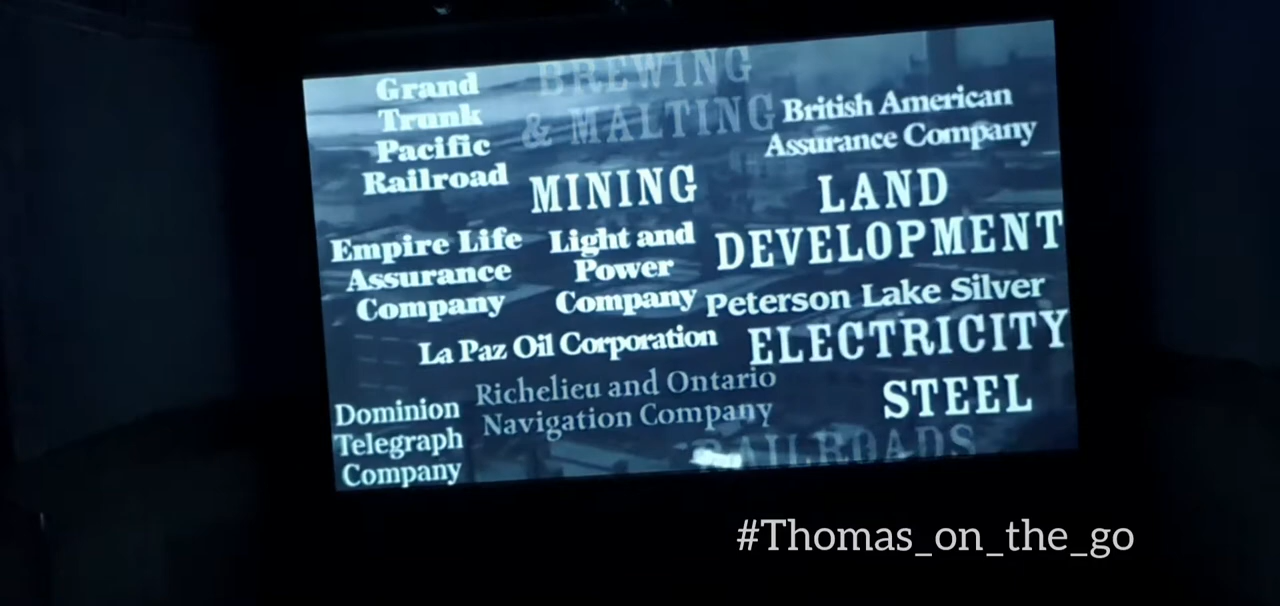 Grand
Trunk
Pacific
Railroad
BREWING
& MALTING
British American
Assurance Company
MINING
LAND
DEVELOPMENT
Empire Life
Assurance
Company
Light and
Power
Company
Peterson Lake Silver
La Paz Oil Corporation
ELECTRICITY
Richelieu and Ontario
Navigation Company
STEEL
Dominion
Telegraph
Company
RAILROADS
#Thomas_on_the_go